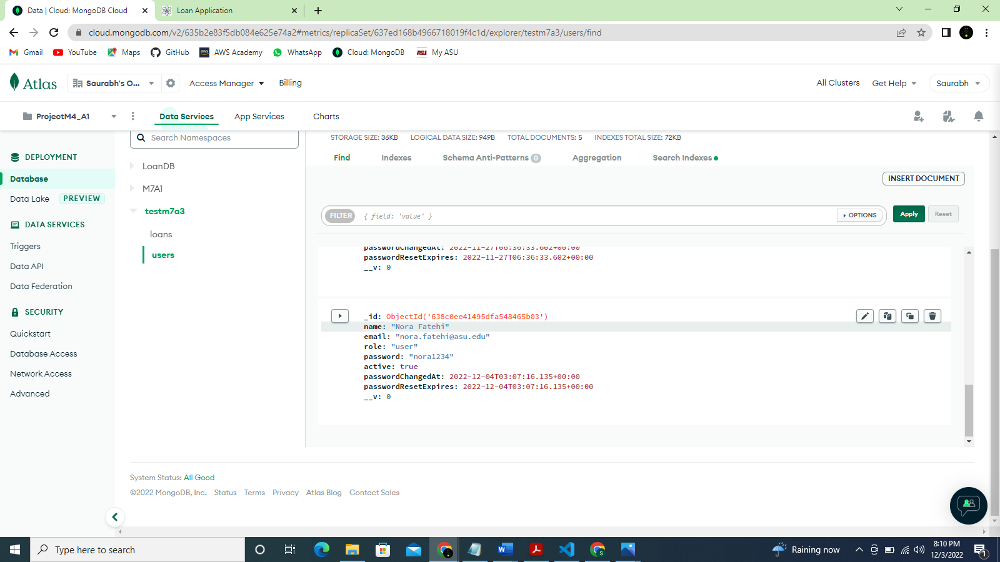 Data | Cloud: MongoDB Cloud
Loan Application
cloud.mongodb.com/v2/635b2e83f5db084e625e74a2#metrics/replicaSet/637ed168b4966718019f4c1d/explorer/testm7a3/users/find
Gmail YouTube Maps GitHub AWS Academy WhatsApp Cloud: MongoDB My ASU
Atlas Saurabh's O... Access Manager Billing All Clusters Get Help Saurabh
ProjectM4_A1 Data Services App Services Charts
Search Namespaces
STORAGE SIZE: 36KB LOGICAL DATA SIZE: 949B TOTAL DOCUMENTS: 5 INDEXES TOTAL SIZE: 72KB
DEPLOYMENT
Database
Data Lake PREVIEW
DATA SERVICES
Triggers
Data API
Data Federation
SECURITY
Quickstart
Database Access
Network Access
Advanced
LoanDB
M7A1
testm7a3
loans
users
Find Indexes Schema Anti-Patterns 0 Aggregation Search Indexes
INSERT DOCUMENT
FILTER { field: 'value' } OPTIONS Apply Reset
passwordChangedAt: 2022-11-27T06:36:33.602+00:00
passwordResetExpires: 2022-11-27T06:36:33.602+00:00
__v: 0
_id: ObjectId('638c0ee41495dfa548465b03')
name: "Nora Fatehi"
email: "nora.fatehi@asu.edu"
role: "user"
password: "nora1234"
active: true
passwordChangedAt: 2022-12-04T03:07:16.135+00:00
passwordResetExpires: 2022-12-04T03:07:16.135+00:00
__v: 0
System Status: All Good
©2022 MongoDB, Inc. Status Terms Privacy Atlas Blog Contact Sales
Type here to search
Raining now
8:10 PM
12/3/2022
1